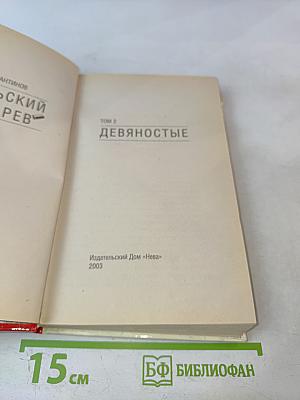 АНТИНОВ
ЬСКИЙ
РЕВ
ТОМ 2
ДЕВЯНОСТЫЕ
Издательский Дом «Нева»
2003
15 см
БФ БИБЛИОФАН